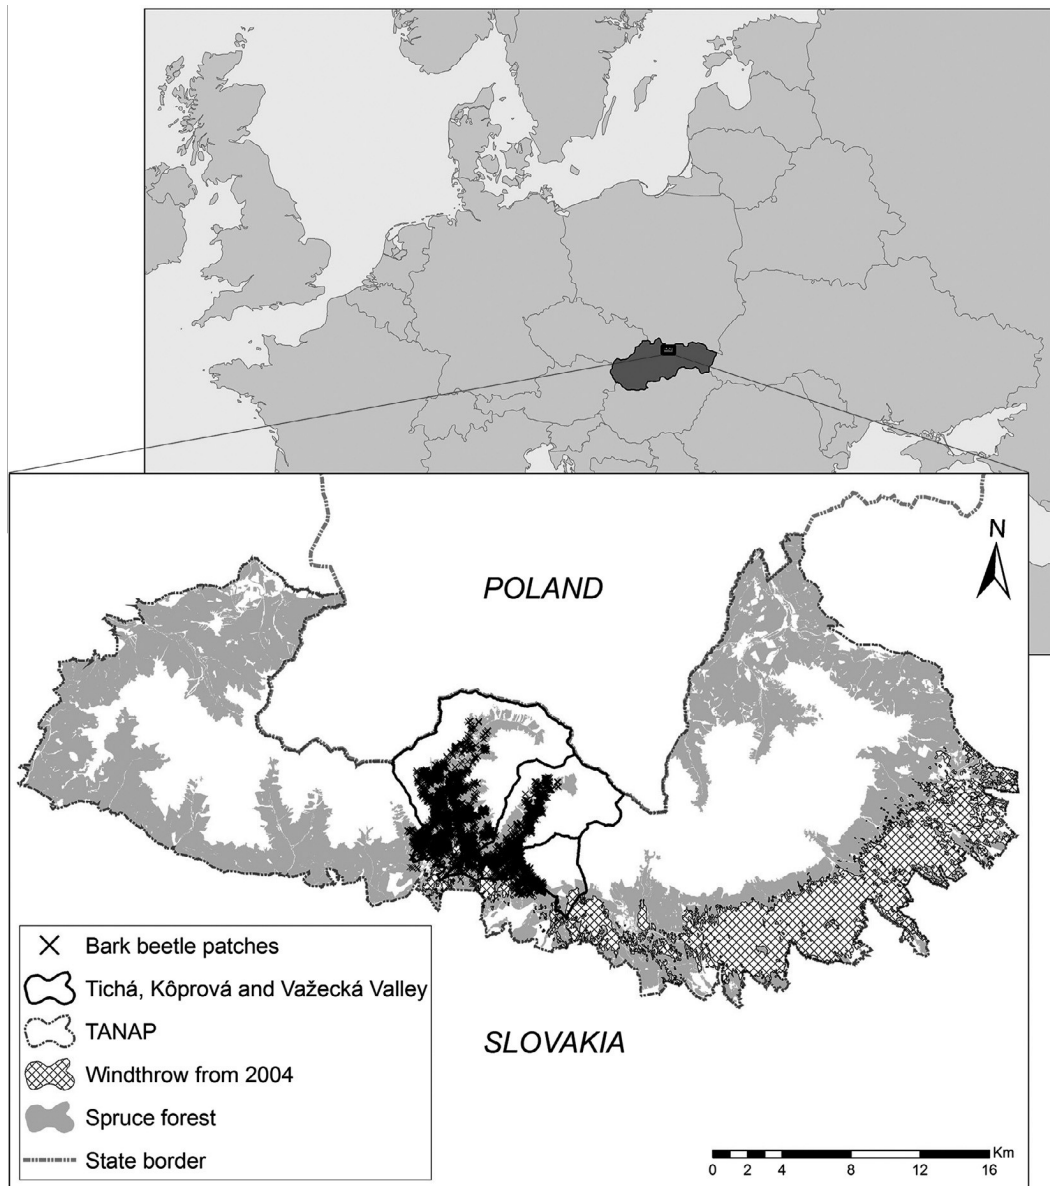 N
POLAND
SLOVAKIA
Bark beetle patches
Tichá, Kôprová and Važecká Valley
TANAP
Windthrow from 2004
Spruce forest
State border
Km
0 2 4 8 12 16